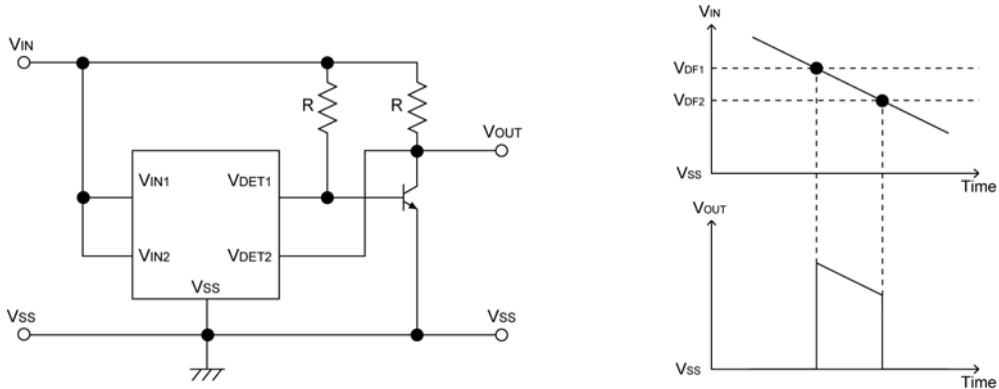 VIN
R
R
VOUT
VIN1
VDET1
VIN2
VDET2
VSS
VSS
VSS
VIN
VDF1
VDF2
VSS
Time
VOUT
VSS
Time